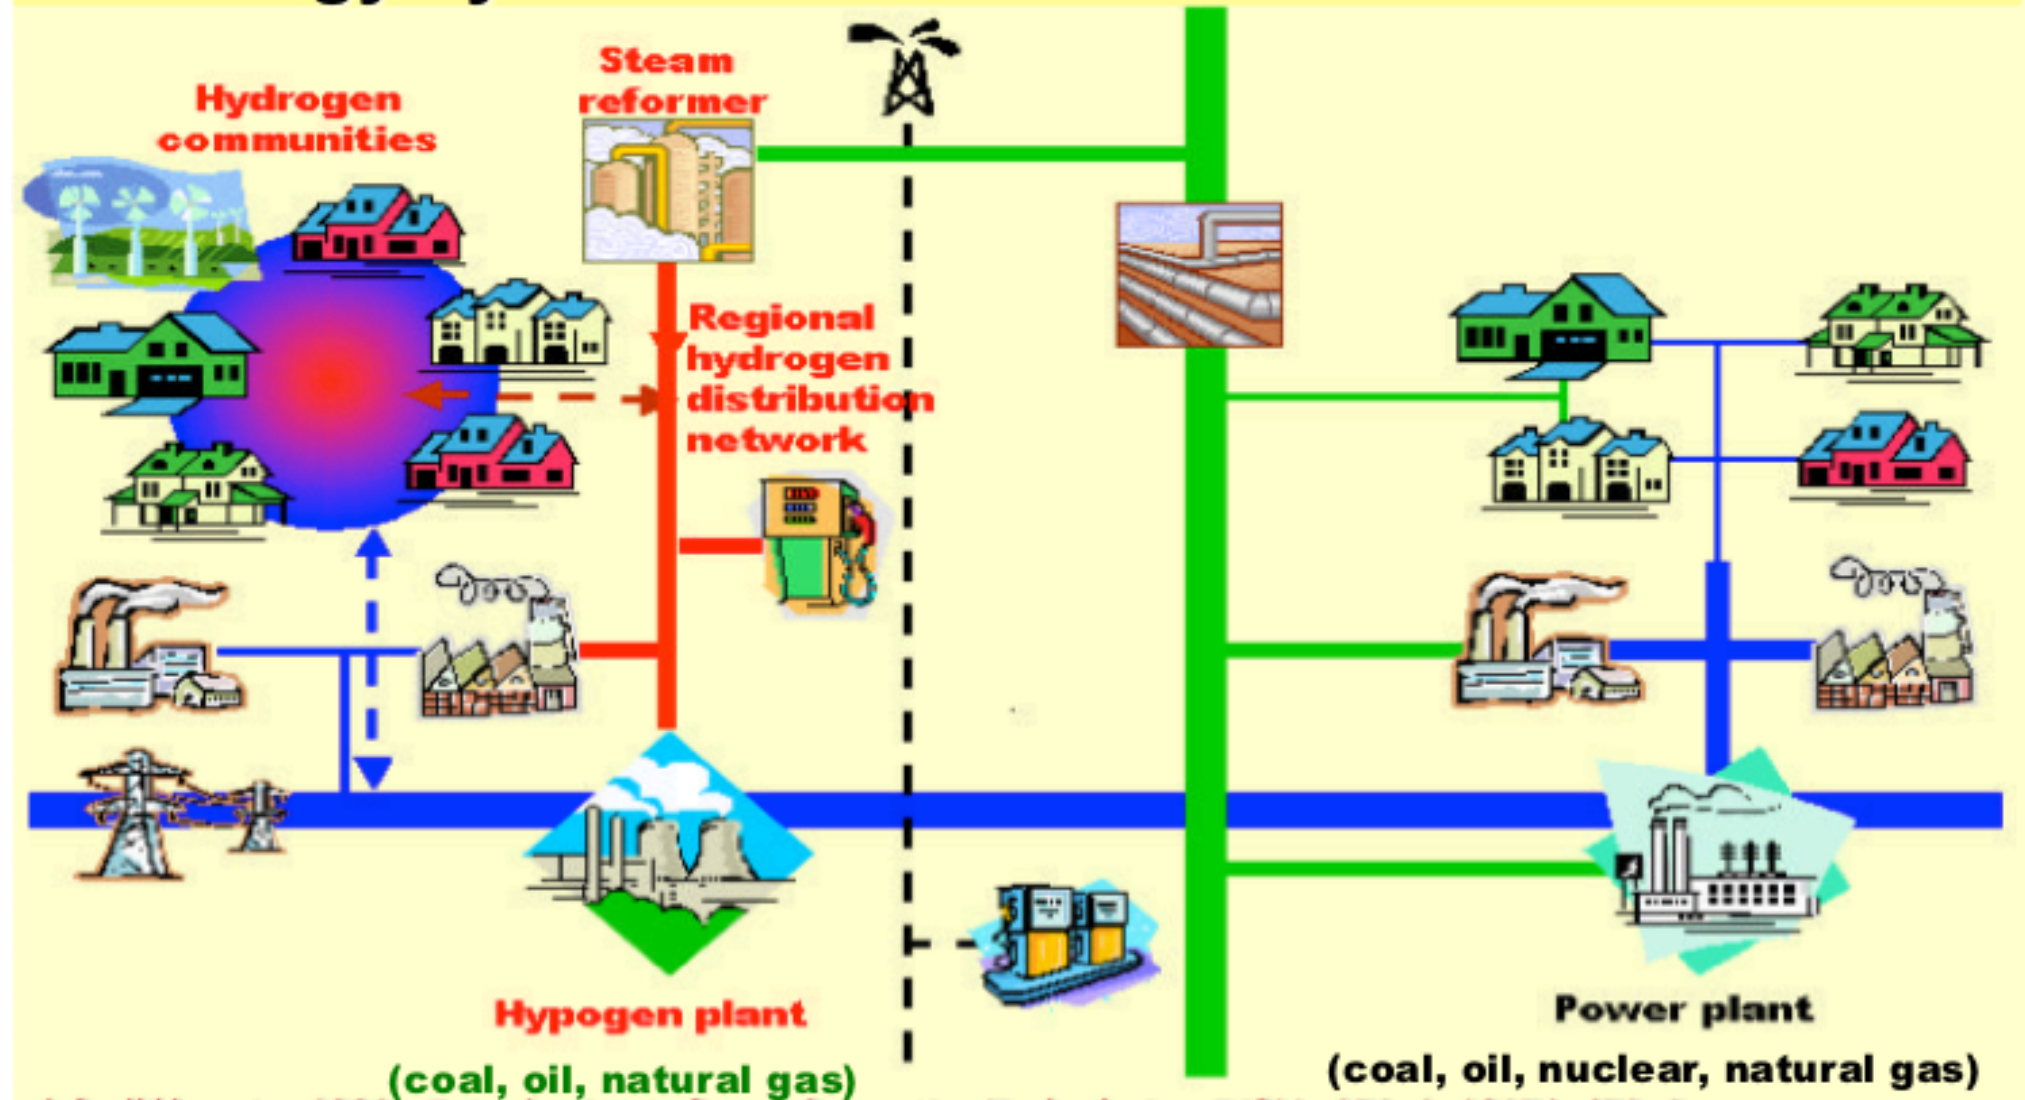 Steam
reformer
Hydrogen
communities
Regional
hydrogen
distribution
network
Hypogen plant
(coal, oil, natural gas)
Power plant
(coal, oil, nuclear, natural gas)